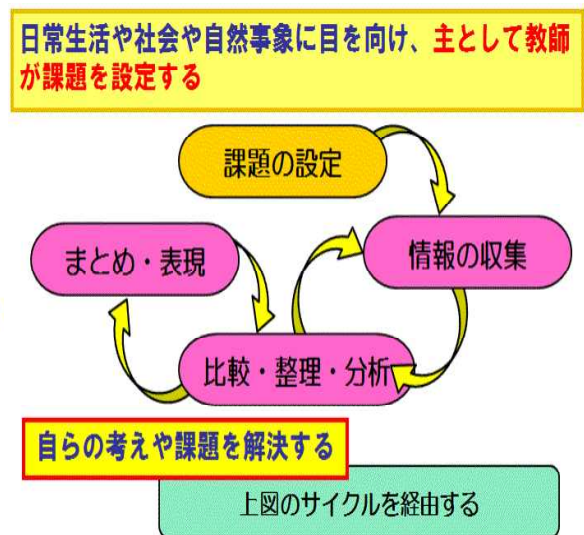 日常生活や社会や自然事象に目を向け、主として教師
が課題を設定する
課題の設定
まとめ・表現
情報の収集
比較・整理・分析
自らの考えや課題を解決する
上図のサイクルを経由する